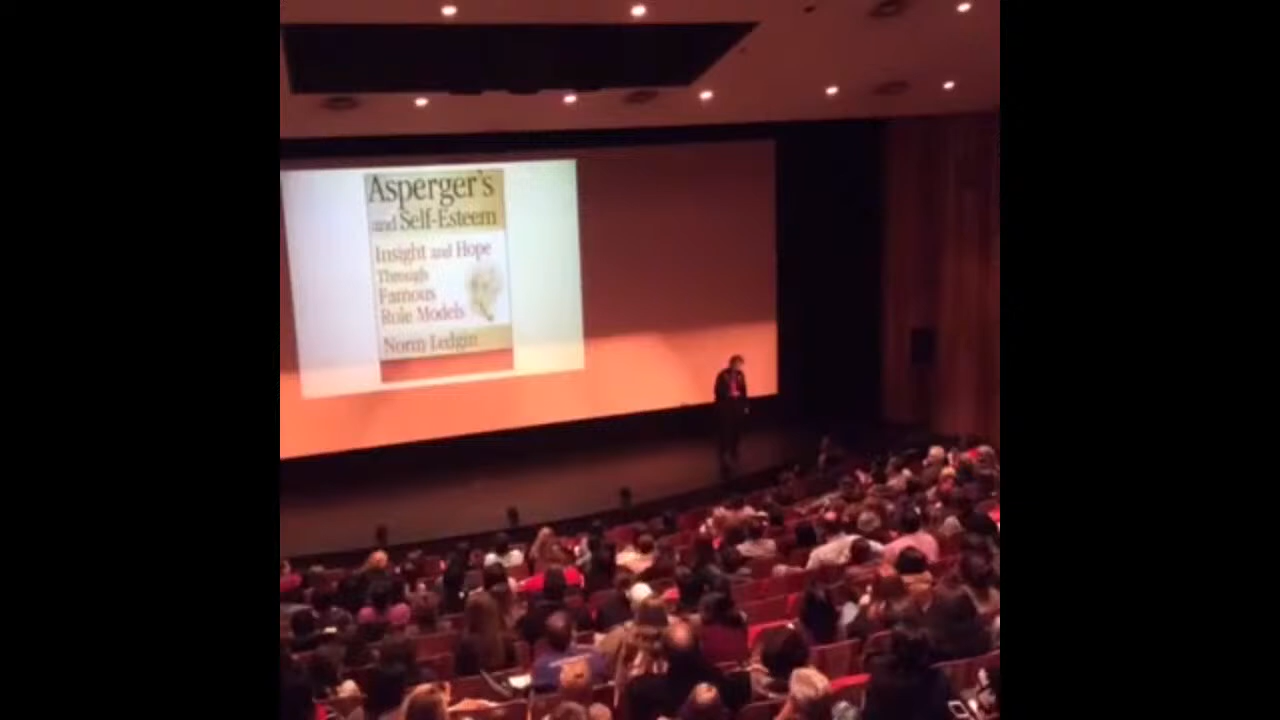 Asperger's
and Self-Esteem
Insight and Hope
Through
Famous
Role Models
Norm Ledgin